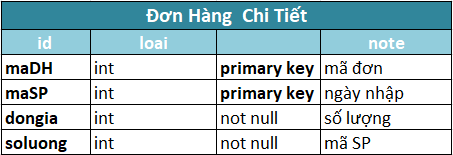 Đơn Hàng Chi Tiết
id loai note
maDH int primary key mã đơn
maSP int primary key ngày nhập
dongia int not null số lượng
soluong int not null mã SP